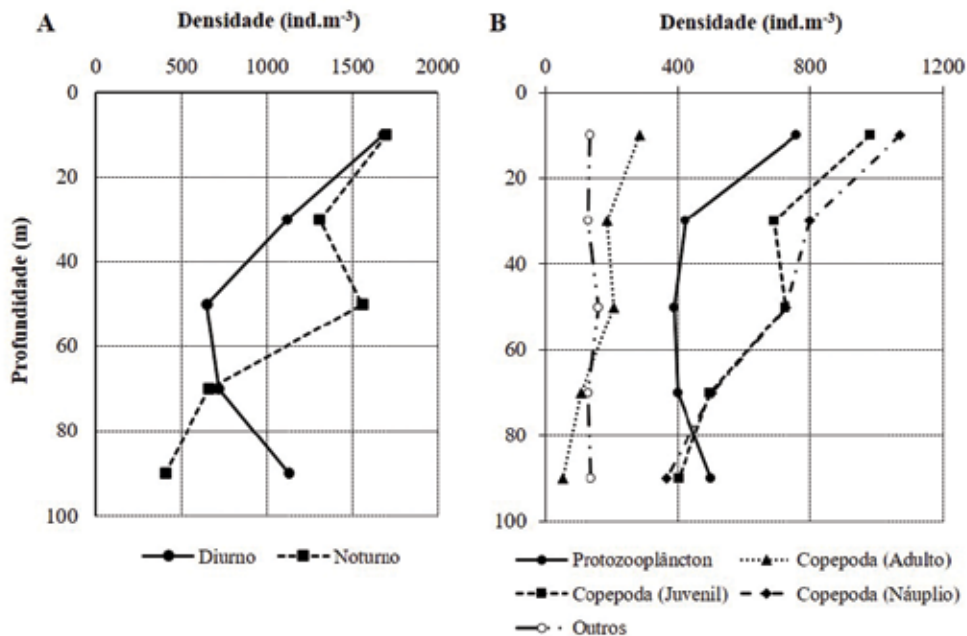 A
Densidade (ind.m⁻³)
0 500 1000 1500 2000
Profundidade (m)
0
20
40
60
80
100
Diurno Noturno
B
Densidade (ind.m⁻³)
0 400 800 1200
0
20
40
60
80
100
Protozooplâncton Copepoda (Adulto)
Copepoda (Juvenil) Copepoda (Náuplio)
Outros